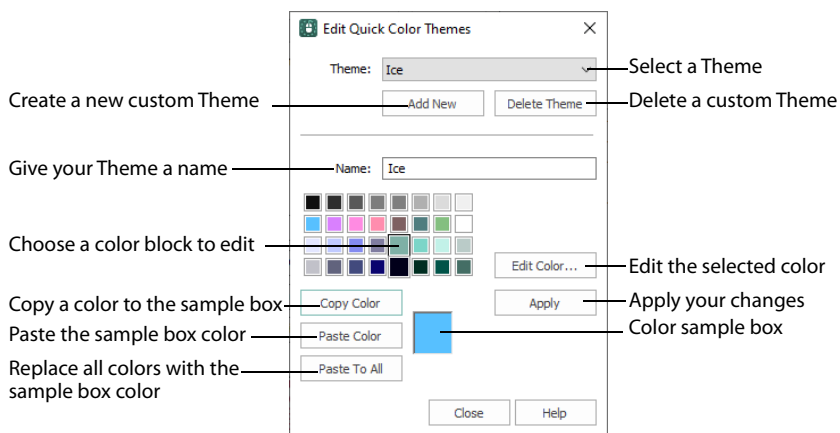 Edit Quick Color Themes
Theme: Ice
Select a Theme
Create a new custom Theme
Add New
Delete Theme
Delete a custom Theme
Give your Theme a name
Name: Ice
Choose a color block to edit
Edit Color...
Edit the selected color
Copy a color to the sample box
Copy Color
Apply
Apply your changes
Paste the sample box color
Paste Color
Color sample box
Replace all colors with the
sample box color
Paste To All
Close
Help